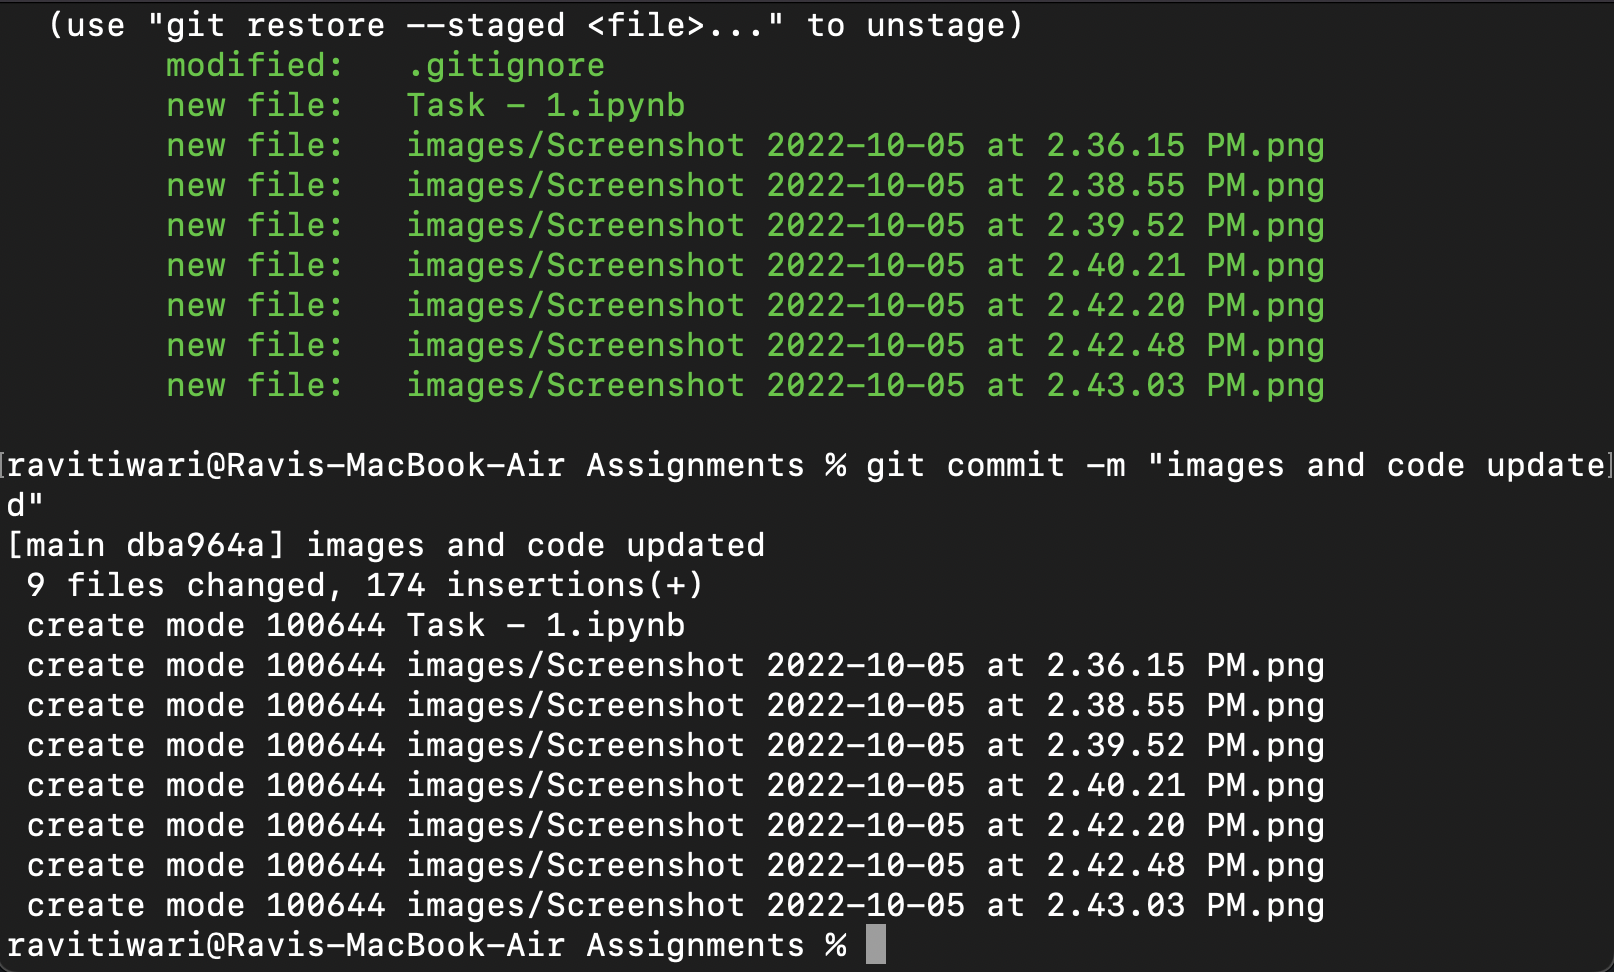 (use "git restore --staged <file>..." to unstage)
modified:   .gitignore
new file:   Task - 1.ipynb
new file:   images/Screenshot 2022-10-05 at 2.36.15 PM.png
new file:   images/Screenshot 2022-10-05 at 2.38.55 PM.png
new file:   images/Screenshot 2022-10-05 at 2.39.52 PM.png
new file:   images/Screenshot 2022-10-05 at 2.40.21 PM.png
new file:   images/Screenshot 2022-10-05 at 2.42.20 PM.png
new file:   images/Screenshot 2022-10-05 at 2.42.48 PM.png
new file:   images/Screenshot 2022-10-05 at 2.43.03 PM.png
[ravitiwari@Ravis-MacBook-Air Assignments % git commit -m "images and code update]
d"
[main dba964a] images and code updated
9 files changed, 174 insertions(+)
create mode 100644 Task - 1.ipynb
create mode 100644 images/Screenshot 2022-10-05 at 2.36.15 PM.png
create mode 100644 images/Screenshot 2022-10-05 at 2.38.55 PM.png
create mode 100644 images/Screenshot 2022-10-05 at 2.39.52 PM.png
create mode 100644 images/Screenshot 2022-10-05 at 2.40.21 PM.png
create mode 100644 images/Screenshot 2022-10-05 at 2.42.20 PM.png
create mode 100644 images/Screenshot 2022-10-05 at 2.42.48 PM.png
create mode 100644 images/Screenshot 2022-10-05 at 2.43.03 PM.png
ravitiwari@Ravis-MacBook-Air Assignments %